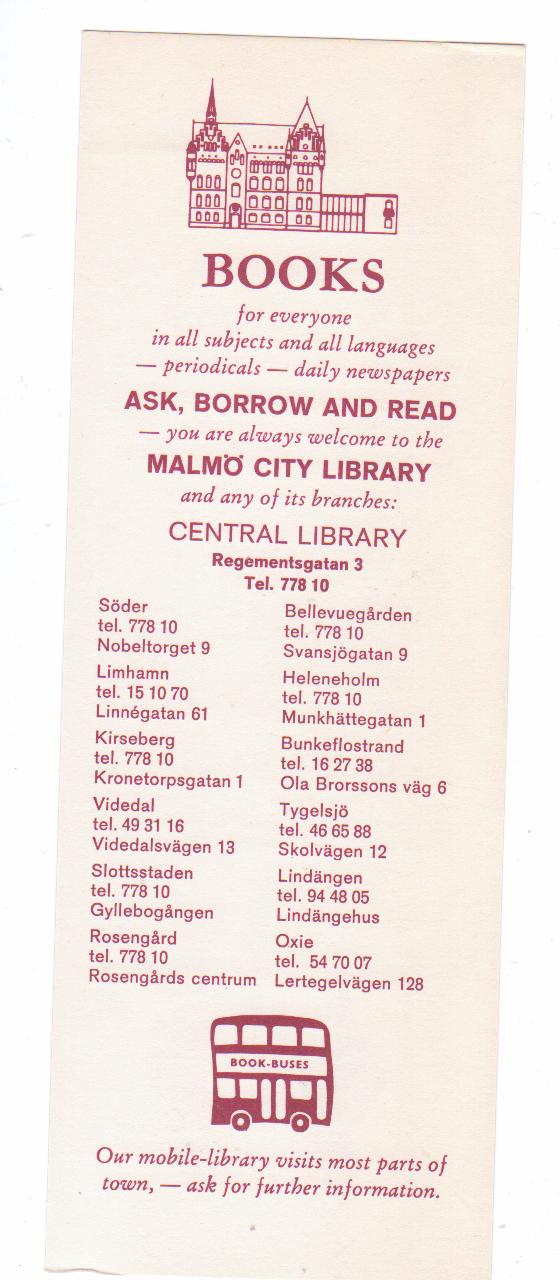 BOOKS
for everyone
in all subjects and all languages
— periodicals — daily newspapers
ASK, BORROW AND READ
— you are always welcome to the
MALMÖ CITY LIBRARY
and any of its branches:
CENTRAL LIBRARY
Regementsgatan 3
Tel. 778 10
Söder
tel. 778 10
Nobeltorget 9
Limhamn
tel. 15 10 70
Linnégatan 61
Kirseberg
tel. 778 10
Kronetorpsgatan 1
Videdal
tel. 49 31 16
Videdalsvägen 13
Slottsstaden
tel. 778 10
Gyllebogången
Rosengård
tel. 778 10
Rosengårds centrum
Bellevuegården
tel. 778 10
Svansjögatan 9
Heleneholm
tel. 778 10
Munkhättegatan 1
Bunkeflostrand
tel. 16 27 38
Ola Brorssons väg 6
Tygelsjö
tel. 46 65 88
Skolvägen 12
Lindängen
tel. 94 48 05
Lindängehus
Oxie
tel. 54 70 07
Lertegelvägen 128
BOOK-BUSES
Our mobile-library visits most parts of
town, — ask for further information.